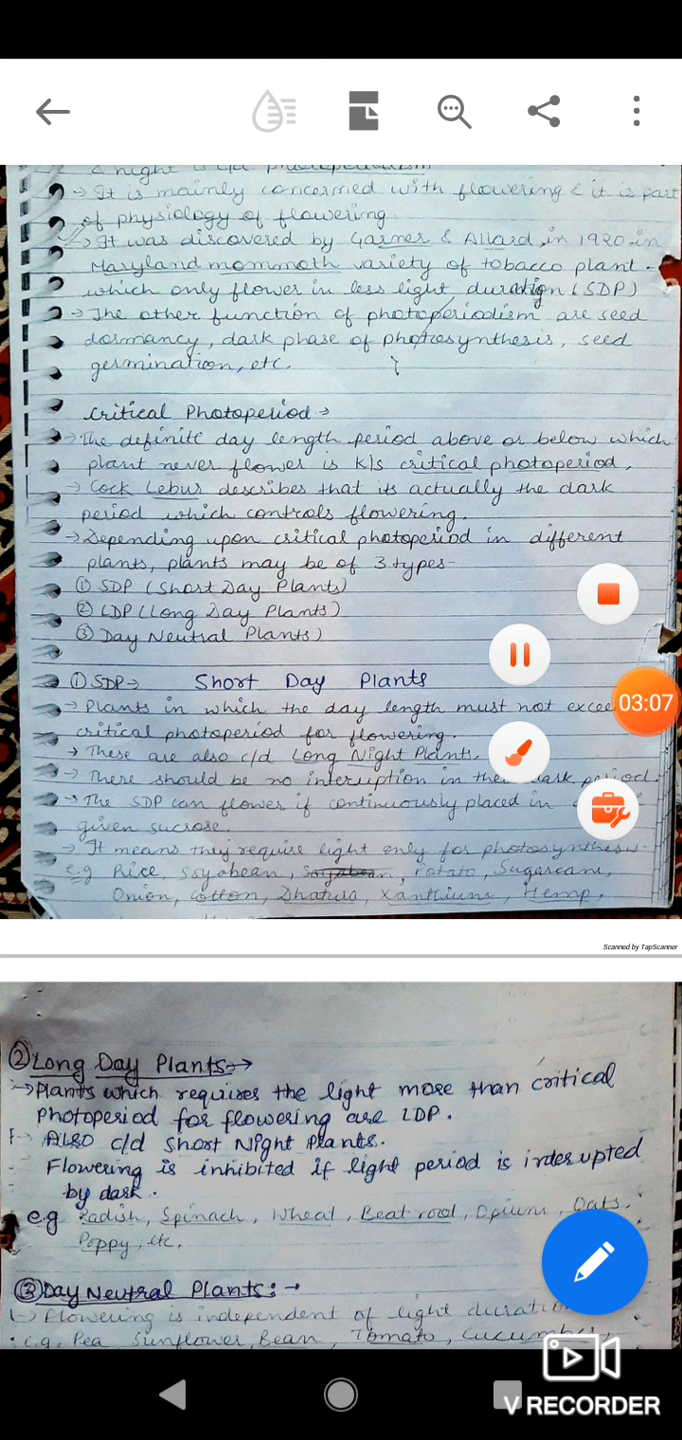 & night is c/d photoperiodism
→ It is mainly concerned with flowering & it is part
of physiology of flowering
→ It was discovered by Garner & Allard in 1920 in
Maryland mommoth variety of tobacco plant
which only flower in less light duration (SDP)
→ The other function of photoperiodism are seed
dormancy, dark phase of photosynthesis, seed
germination, etc.
Critical Photoperiod →
→ The definite day length period above or below which
plant never flower is k/s critical photoperiod,
→ Cock Lebur describes that its actually the dark
period which controls flowering.
→ Depending upon critical photoperiod in different
plants, plants may be of 3 types-
① SDP (Short Day Plants)
② LDP (Long Day Plants)
③ Day Neutral Plants)
① SDP → Short Day Plants
03:07
→ Plants in which the day length must not
critical photoperiod for flowering.
→ These are also c/d Long Night Plants.
→ There should be no interuption in the dark period.
→ The SDP can flower if continuously placed in
given sucrose.
→ It means they require light only for photosynthesis
e.g Rice, Soyabean, Potato, Sugarcane,
Onion, Cotton, Dhatura, Xanthium, Hemp,
Scanned by TapScanner
② Long Day Plants :→
→ Plants which requires the light more than critical
Photoperiod for flowering are LDP.
→ Also c/d Short Night Plants.
Flowering is inhibited if light period is interupted
by dark.
e.g Radish, Spinach, Wheat, Beat root, Opium, Oats,
Poppy, etc.
③ Day Neutral Plants :→
→ Flowering is independent of light duration
e.g. Pea Sunflower, Bean, Tomato, Cucumber,
V RECORDER